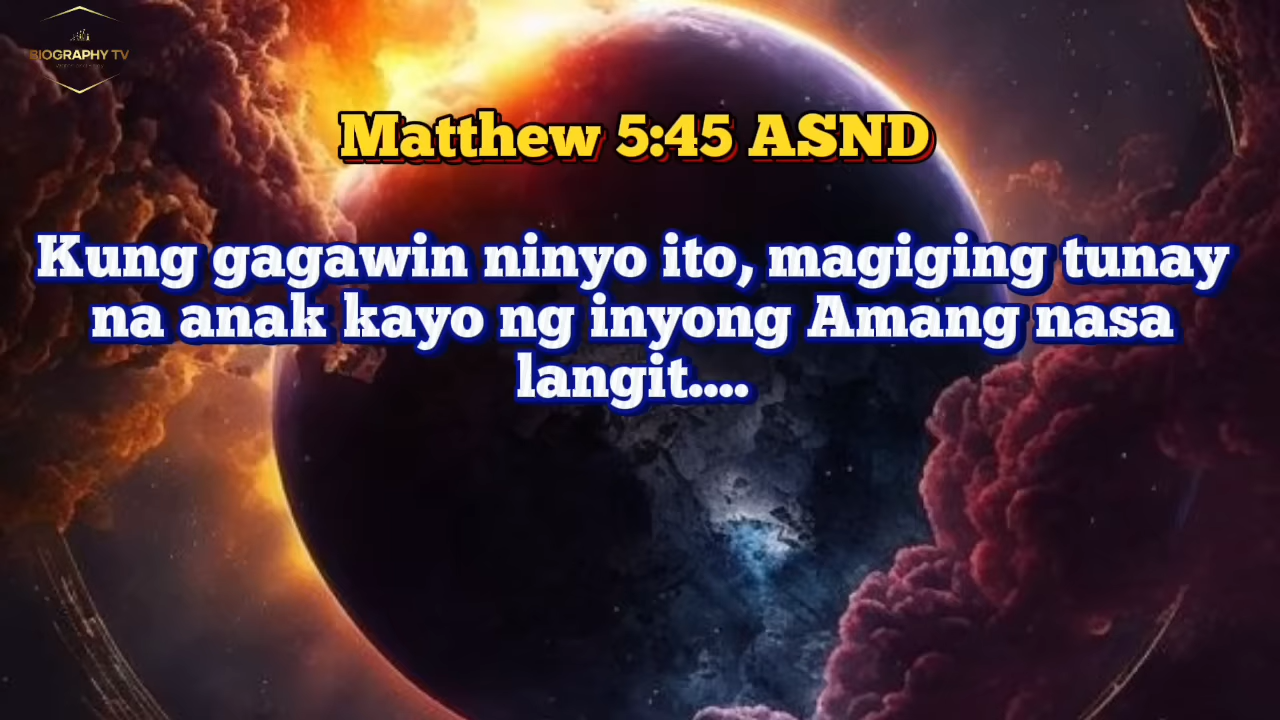 BIOGRAPHY TV
Matthew 5:45 ASND
Kung gagawin ninyo ito, magiging tunay
na anak kayo ng inyong Amang nasa
langit....